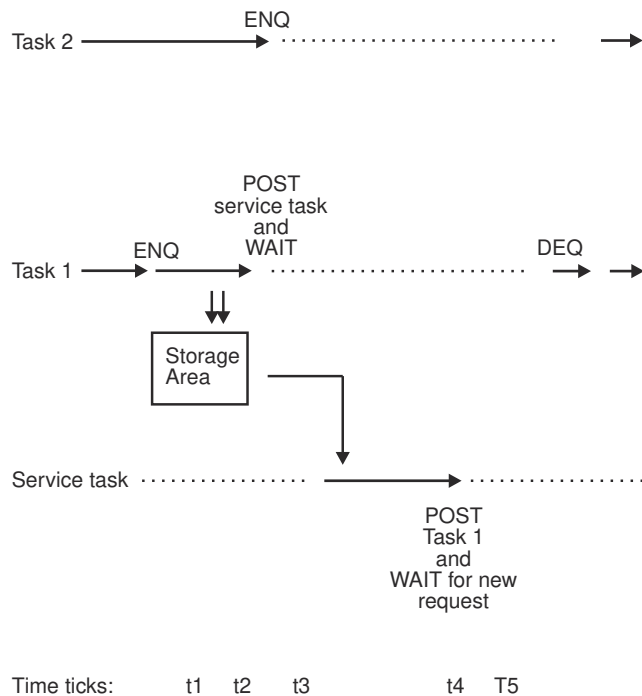 ENQ
Task 2
POST
service task
and
WAIT
ENQ
DEQ
Task 1
Storage
Area
Service task
POST
Task 1
and
WAIT for new
request
Time ticks: t1 t2 t3 t4 T5